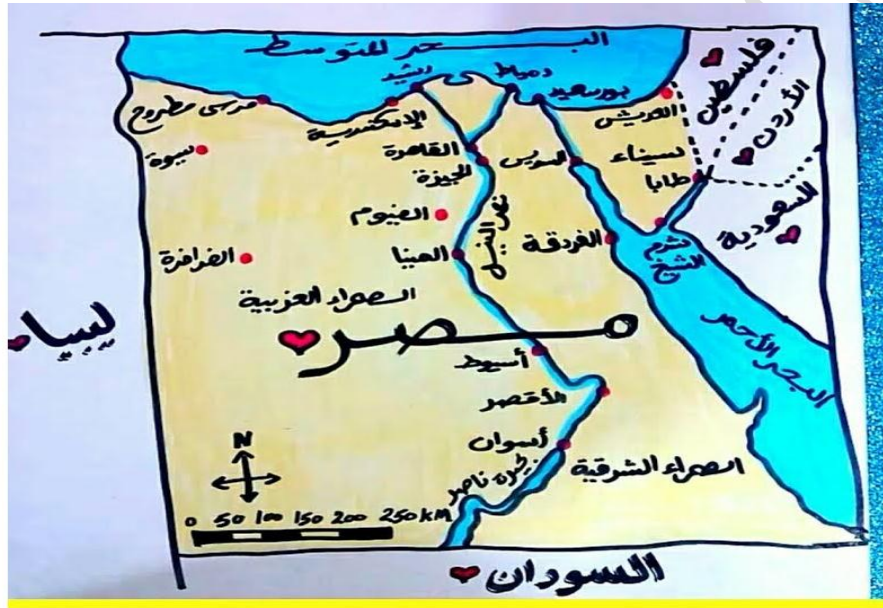 البحر المتوسط
رشيد
دمياط
بورسعيد
فلسطين
الأردن
العريش
مرسى مطروح
الإسكندرية
سيوة
القاهرة
الجيزة
السويس
سيناء
طابا
السعودية
الفيوم
نهر النيل
الغردقة
شرم
الشيخ
الفرافرة
المينا
الصحراء الغربية
ليبيا
مصر
البحر الأحمر
أسيوط
الأقصر
أسوان
بحيرة ناصر
الصحراء الشرقية
N
0 50 100 150 200 250 KM
السودان